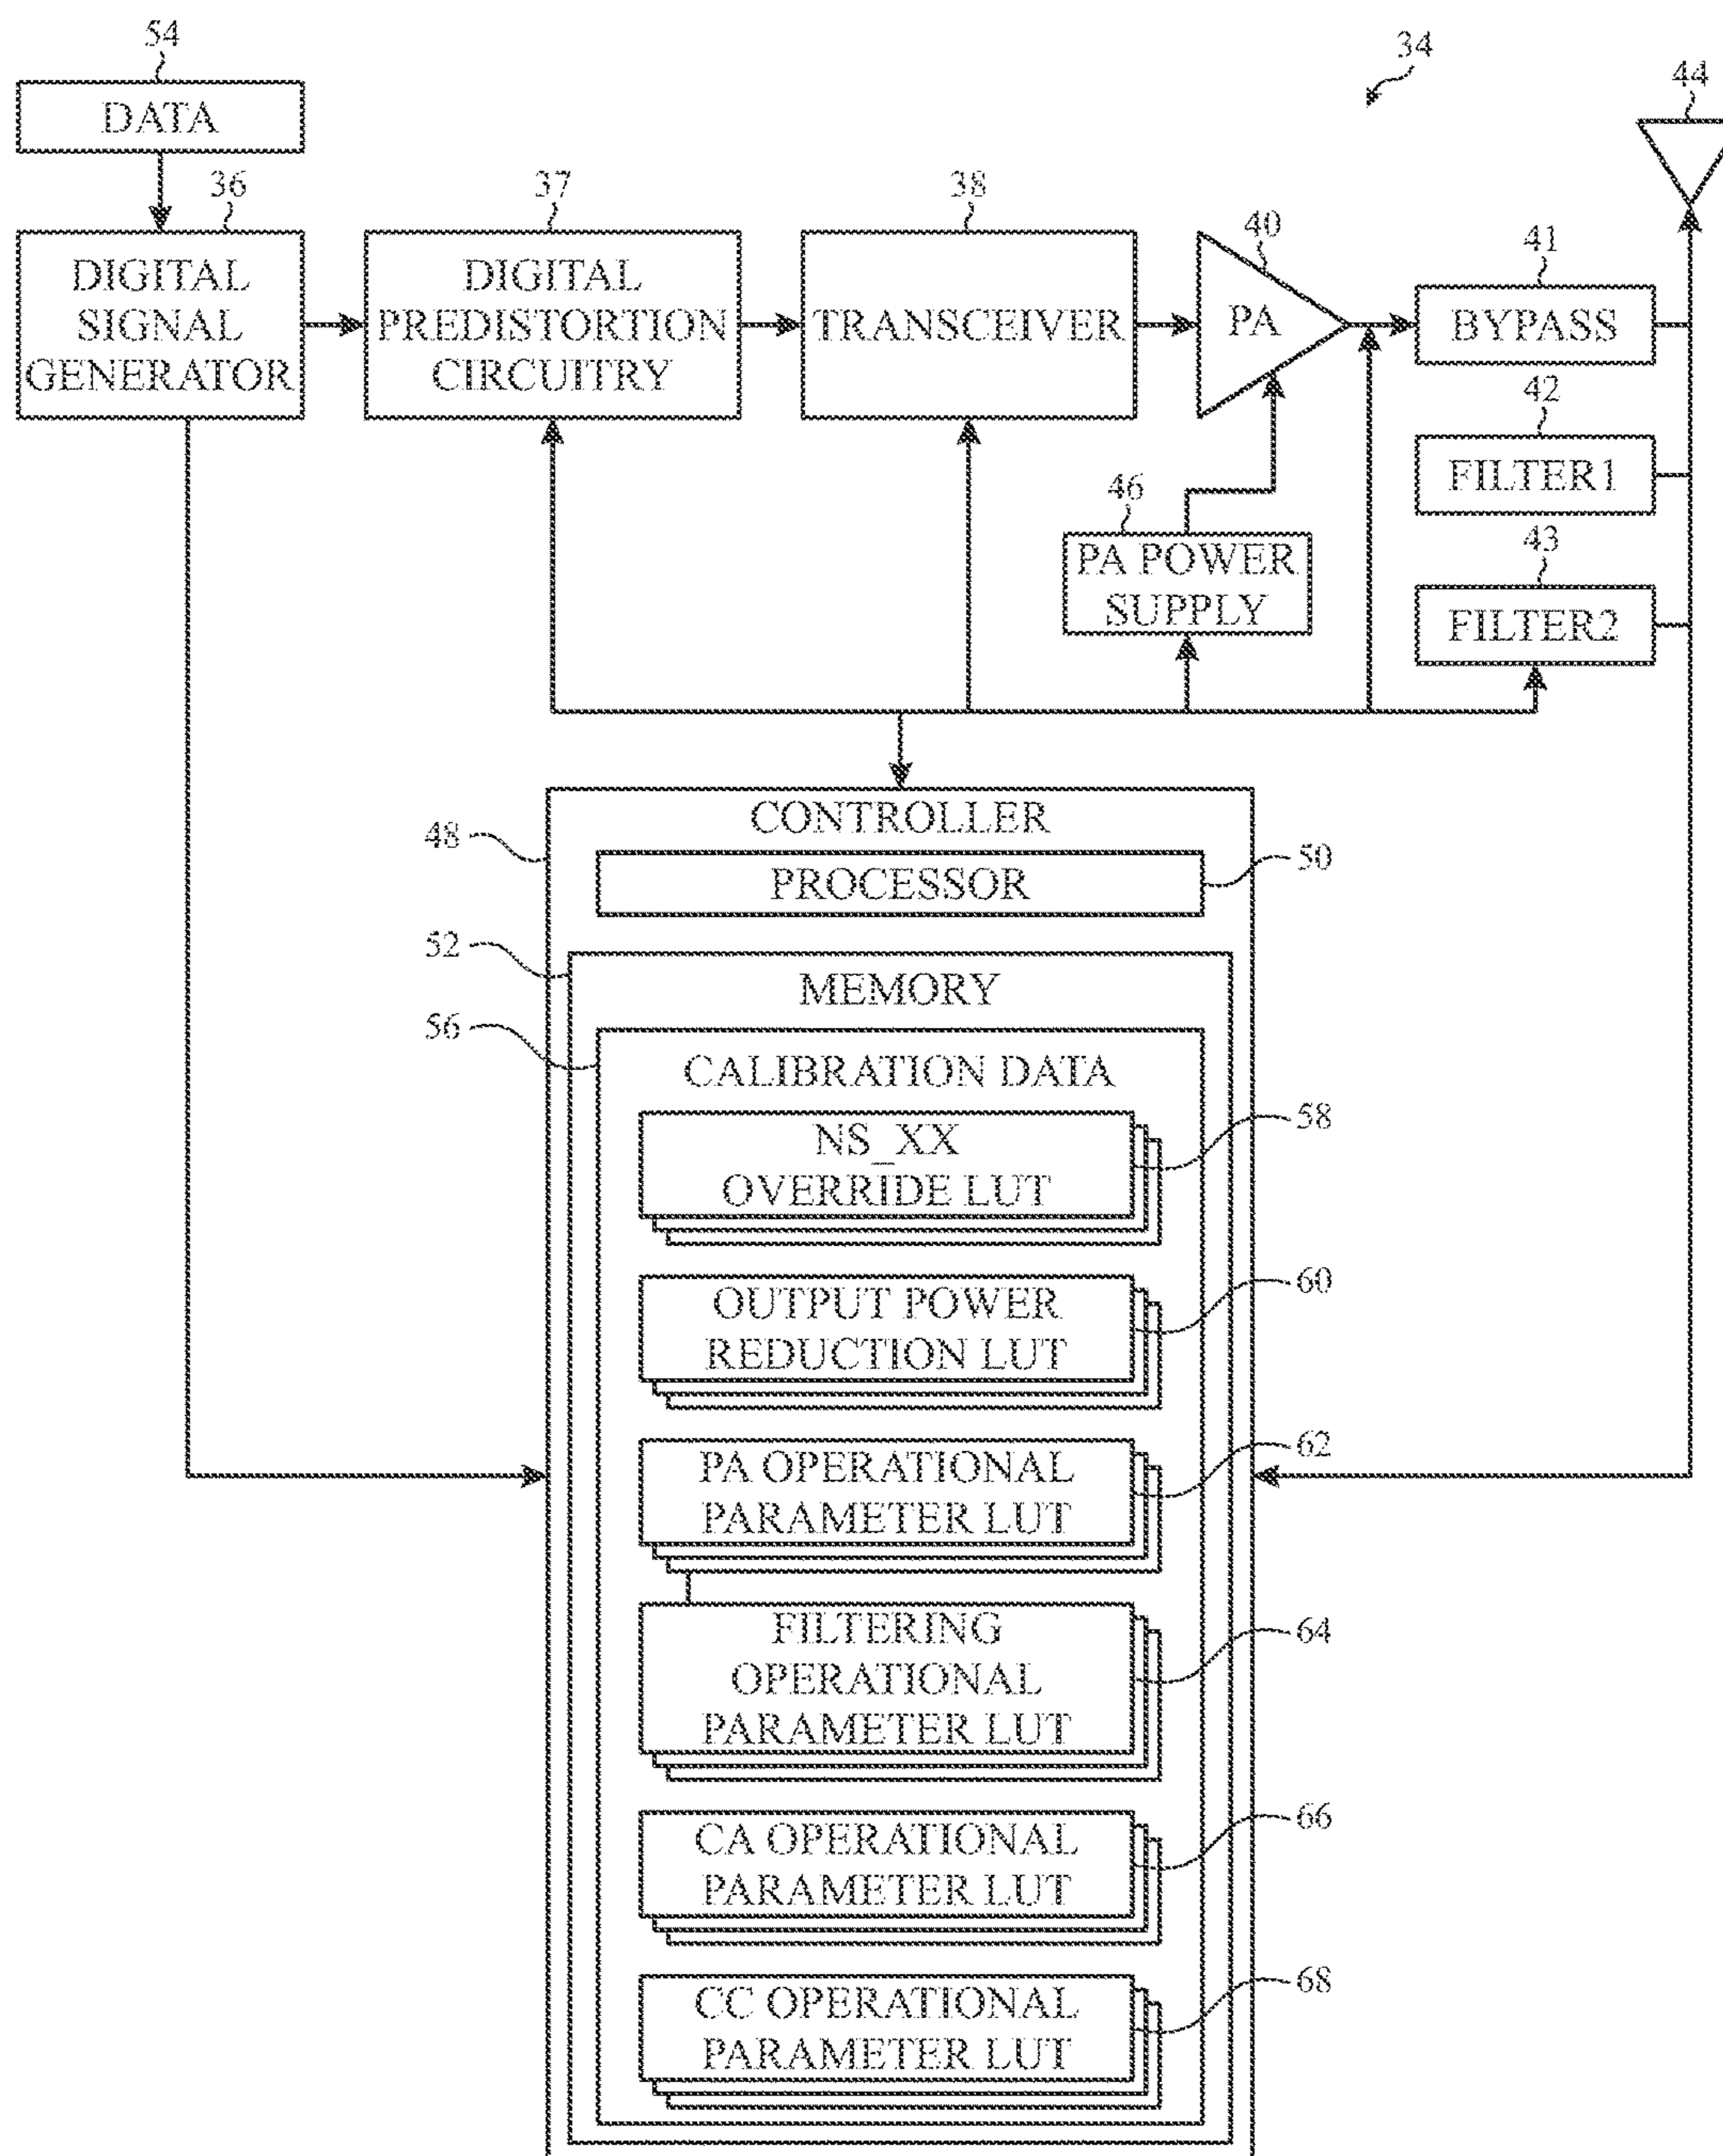 54
34
44
DATA
36
37
38
40
41
DIGITAL
SIGNAL
GENERATOR
DIGITAL
PREDISTORTION
CIRCUITRY
TRANSCEIVER
PA
BYPASS
42
FILTER1
46
PA POWER
SUPPLY
43
FILTER2
CONTROLLER
48
PROCESSOR
50
52
MEMORY
56
CALIBRATION DATA
NS_XX
OVERRIDE LUT
58
OUTPUT POWER
REDUCTION LUT
60
PA OPERATIONAL
PARAMETER LUT
62
FILTERING
OPERATIONAL
PARAMETER LUT
64
CA OPERATIONAL
PARAMETER LUT
66
CC OPERATIONAL
PARAMETER LUT
68